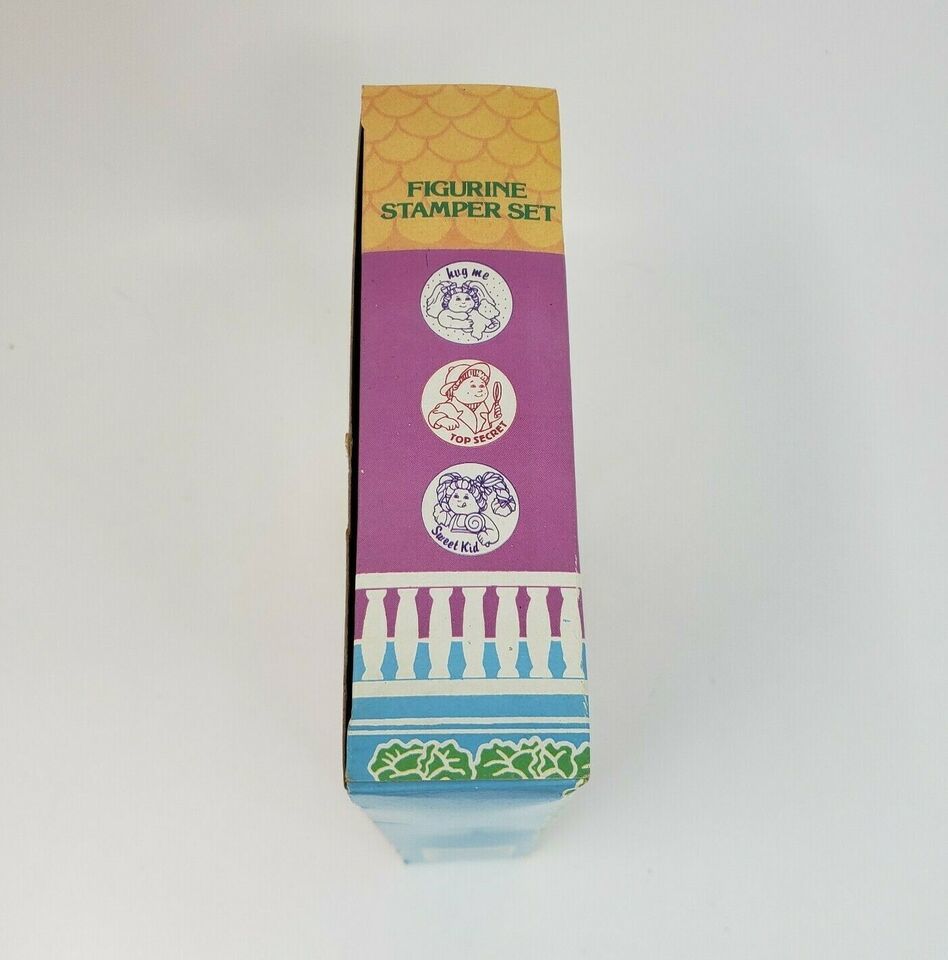 FIGURINE
STAMPER SET
hug me
TOP SECRET
Sweet Kid